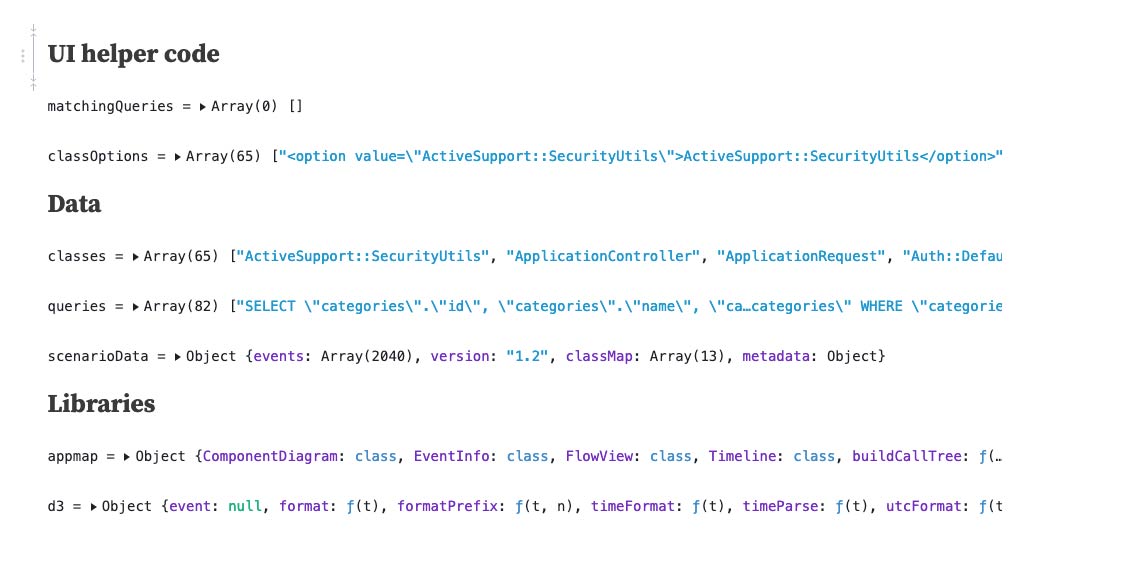 UI helper code
matchingQueries = ▸Array(0) []
classOptions = ▸Array(65) ["<option value=\"ActiveSupport::SecurityUtils\">ActiveSupport::SecurityUtils</option>"
Data
classes = ▸Array(65) ["ActiveSupport::SecurityUtils", "ApplicationController", "ApplicationRequest", "Auth::Defau
queries = ▸Array(82) ["SELECT \"categories\".\"id\", \"categories\".\"name\", \"ca…categories\" WHERE \"categorie
scenarioData = ▸Object {events: Array(2040), version: "1.2", classMap: Array(13), metadata: Object}
Libraries
appmap = ▸Object {ComponentDiagram: class, EventInfo: class, FlowView: class, Timeline: class, buildCallTree: ƒ(…
d3 = ▸Object {event: null, format: ƒ(t), formatPrefix: ƒ(t, n), timeFormat: ƒ(t), timeParse: ƒ(t), utcFormat: ƒ(t